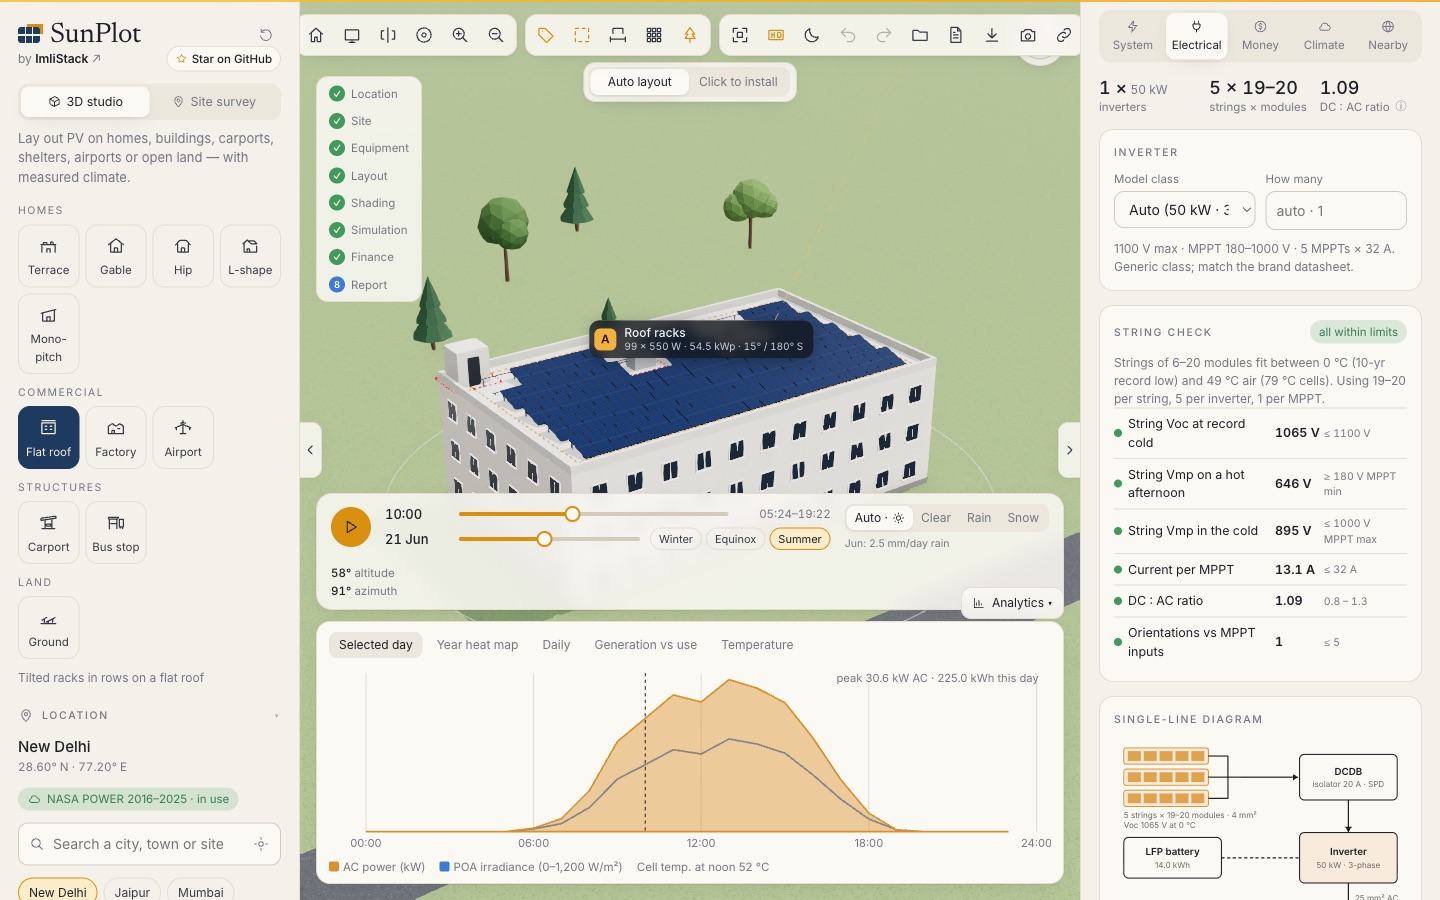 SunPlot
by ImliStack ↗
Star on GitHub
3D studio
Site survey
Lay out PV on homes, buildings, carports,
shelters, airports or open land — with
measured climate.
HOMES
Terrace
Gable
Hip
L-shape
Mono-
pitch
COMMERCIAL
Flat roof
Factory
Airport
STRUCTURES
Carport
Bus stop
LAND
Ground
Tilted racks in rows on a flat roof
LOCATION
New Delhi
28.60° N · 77.20° E
NASA POWER 2016–2025 · in use
Search a city, town or site
New Delhi
Jaipur
Mumbai
HD
Auto layout
Click to install
Location
Site
Equipment
Layout
Shading
Simulation
Finance
8 Report
A
Roof racks
99 × 550 W · 54.5 kWp · 15° / 180° S
10:00
05:24–19:22
21 Jun
Winter
Equinox
Summer
58° altitude
91° azimuth
Auto ·
Clear
Rain
Snow
Jun: 2.5 mm/day rain
Analytics
Selected day
Year heat map
Daily
Generation vs use
Temperature
peak 30.6 kW AC · 225.0 kWh this day
00:00
06:00
12:00
18:00
24:00
AC power (kW)
POA irradiance (0–1,200 W/m²)
Cell temp. at noon 52 °C
System
Electrical
Money
Climate
Nearby
1 × 50 kW
inverters
5 × 19–20
strings × modules
1.09
DC : AC ratio
INVERTER
Model class
How many
Auto (50 kW · 3
auto · 1
1100 V max · MPPT 180–1000 V · 5 MPPTs × 32 A.
Generic class; match the brand datasheet.
STRING CHECK
all within limits
Strings of 6–20 modules fit between 0 °C (10-yr
record low) and 49 °C air (79 °C cells). Using 19–20
per string, 5 per inverter, 1 per MPPT.
String Voc at record
cold
1065 V ≤ 1100 V
String Vmp on a hot
afternoon
646 V ≥ 180 V MPPT
min
String Vmp in the cold
895 V ≤ 1000 V
MPPT max
Current per MPPT
13.1 A ≤ 32 A
DC : AC ratio
1.09 0.8 – 1.3
Orientations vs MPPT
inputs
1 ≤ 5
SINGLE-LINE DIAGRAM
DCDB
isolator 20 A · SPD
5 strings × 19–20 modules · 4 mm²
Voc 1065 V at 0 °C
LFP battery
14.0 kWh
Inverter
50 kW · 3-phase
25 mm² AC